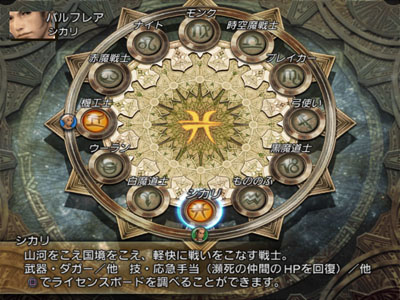 バルフレア
シカリ
モンク
ナイト
時空魔戦士
赤魔戦士
ブレイカー
機工士
弓使い
ウーラン
黒魔道士
白魔道士
もののふ
シカリ
シカリ
山河をこえ国境をこえ、軽快に戦いをこなす戦士。
武器・ダガー／他 技・応急手当（瀕死の仲間のHPを回復）／他
□でライセンスボードを調べることができます。